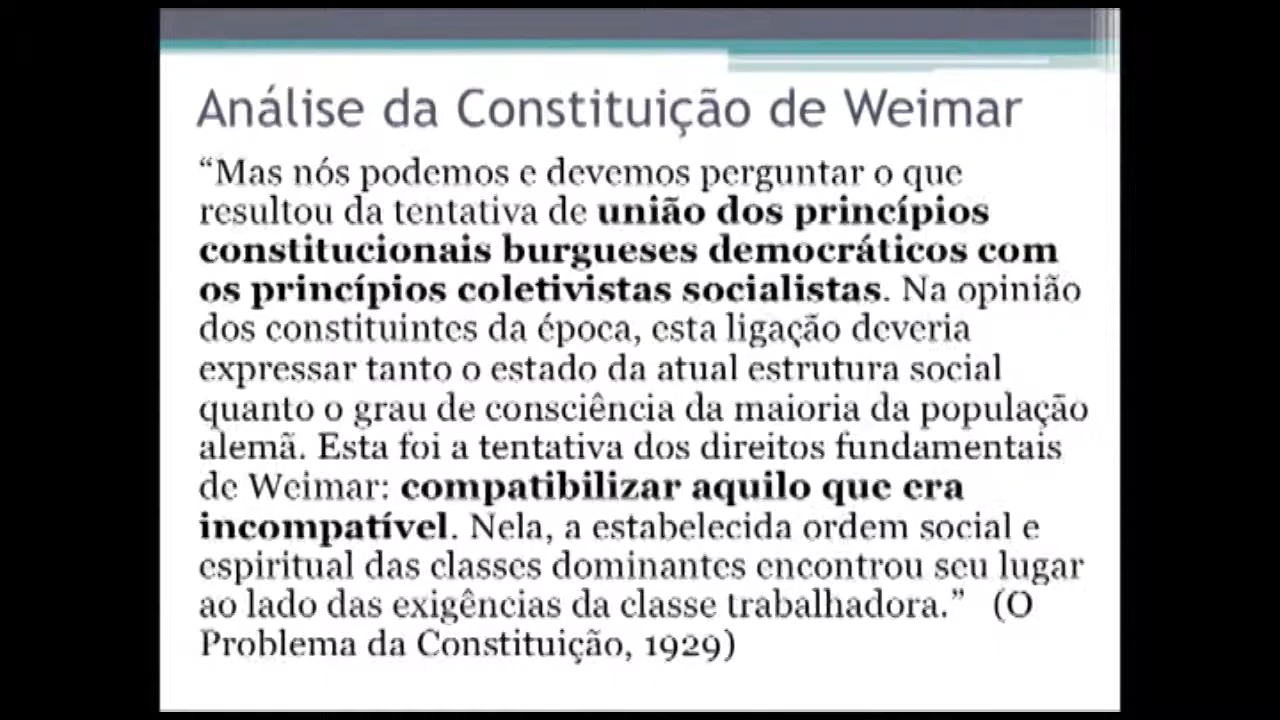 Análise da Constituição de Weimar
“Mas nós podemos e devemos perguntar o que
resultou da tentativa de união dos princípios
constitucionais burgueses democráticos com
os princípios coletivistas socialistas. Na opinião
dos constituintes da época, esta ligação deveria
expressar tanto o estado da atual estrutura social
quanto o grau de consciência da maioria da população
alemã. Esta foi a tentativa dos direitos fundamentais
de Weimar: compatibilizar aquilo que era
incompatível. Nela, a estabelecida ordem social e
espiritual das classes dominantes encontrou seu lugar
ao lado das exigências da classe trabalhadora.” (O
Problema da Constituição, 1929)